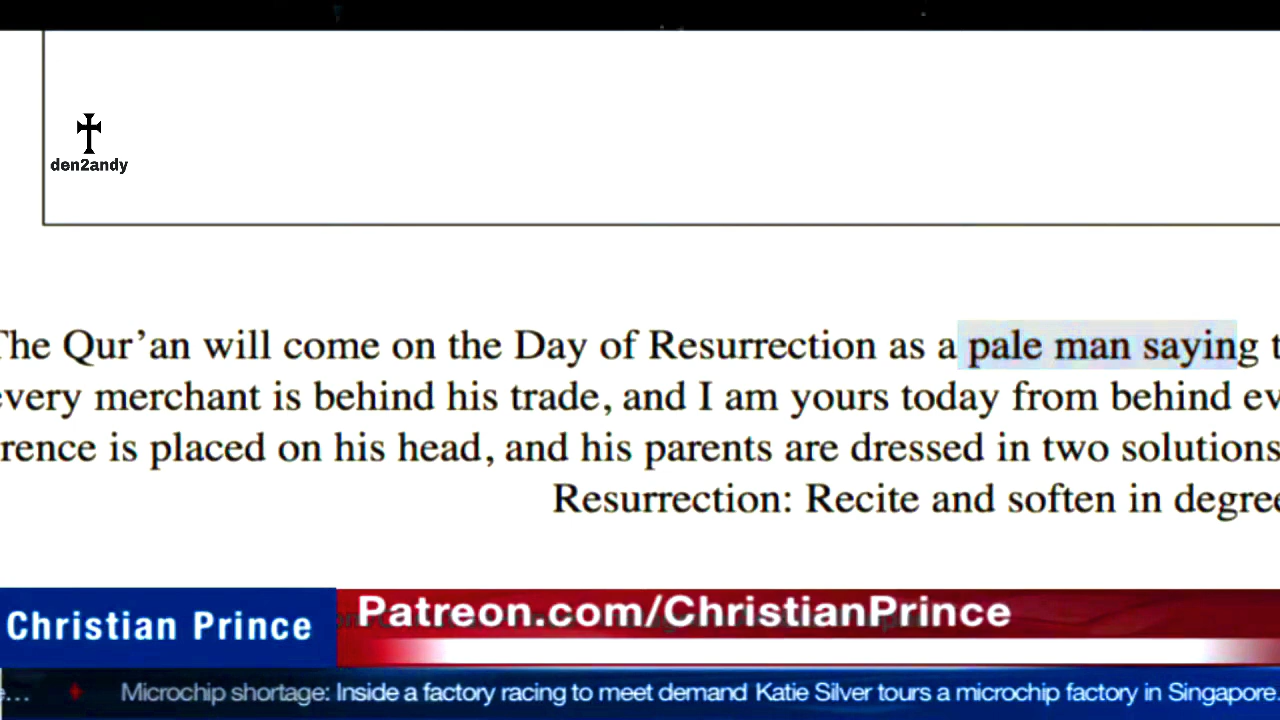 den2andy
The Qur'an will come on the Day of Resurrection as a pale man saying t
every merchant is behind his trade, and I am yours today from behind ev
rence is placed on his head, and his parents are dressed in two solutions
Resurrection: Recite and soften in degree
Christian Prince
Patreon.com/ChristianPrince
e... Microchip shortage: Inside a factory racing to meet demand Katie Silver tours a microchip factory in Singapore.